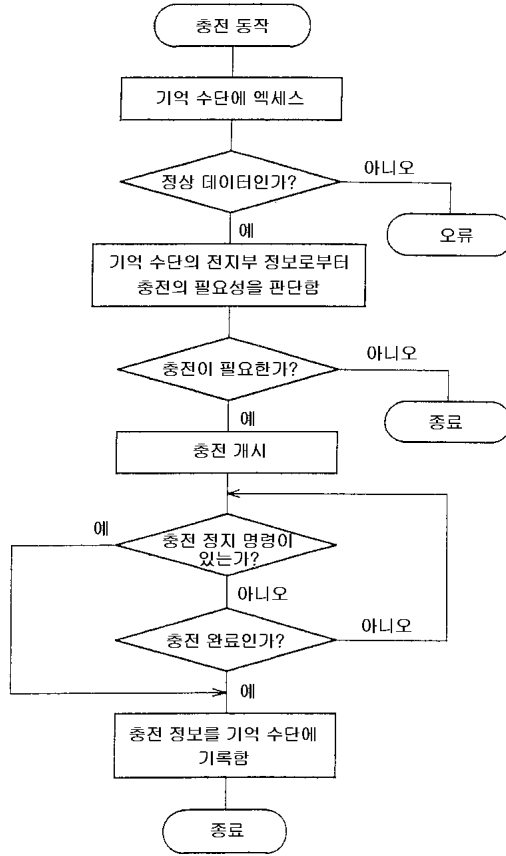 충전 동작
기억 수단에 엑세스
정상 데이터인가?
아니오
오류
예
기억 수단의 전지부 정보로부터
충전의 필요성을 판단함
충전이 필요한가?
아니오
종료
예
충전 개시
예
충전 정지 명령이
있는가?
아니오
충전 완료인가?
아니오
예
충전 정보를 기억 수단에
기록함
종료